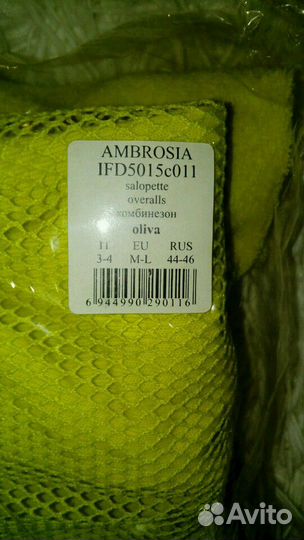 AMBROSIA
IFD5015c011
salopette
overalls
комбинезон
oliva
IT EU RUS
3-4 M-L 44-46
6 944990 290116
Avito